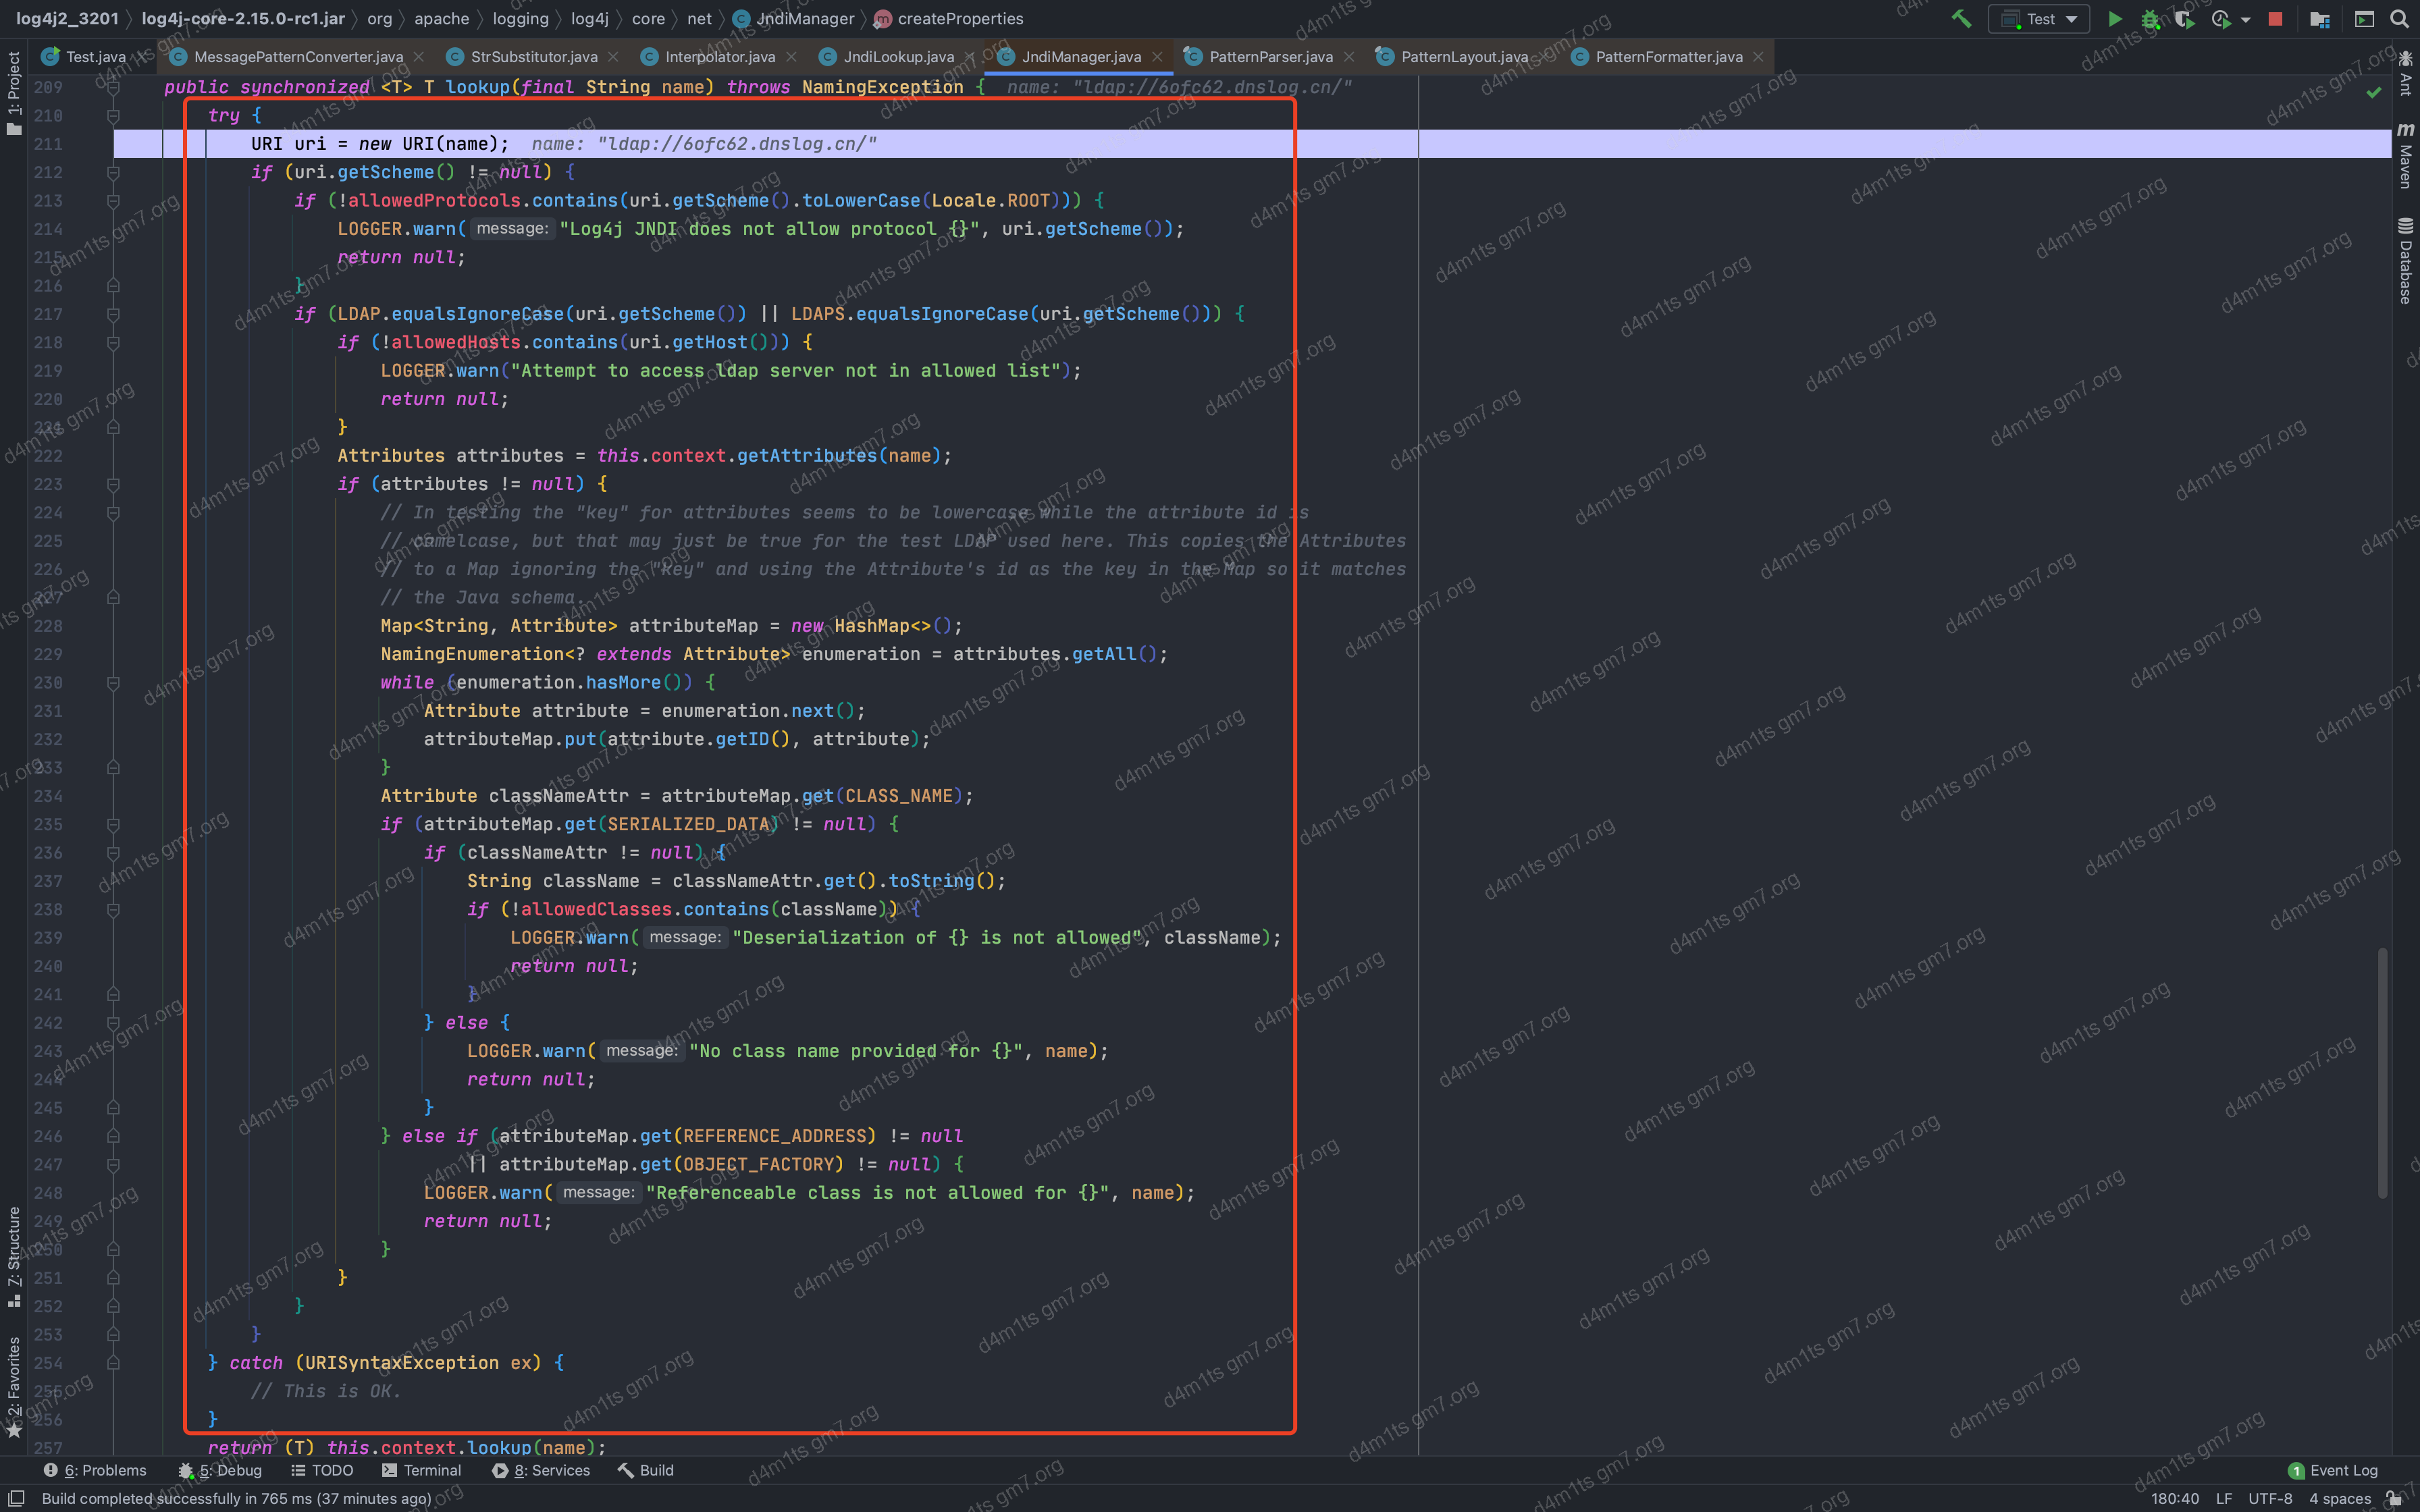 log4j2_3201 〉 log4j-core-2.15.0-rc1.jar 〉 org 〉 apache 〉 logging 〉 log4j 〉 core 〉 net 〉 JndiManager 〉 createProperties
Test
Test.java MessagePatternConverter.java StrSubstitutor.java Interpolator.java JndiLookup.java JndiManager.java PatternParser.java PatternLayout.java PatternFormatter.java
1: Project
7: Structure
2: Favorites
Ant
Maven
Database
209 public synchronized <T> T lookup(final String name) throws NamingException { name: "ldap://6ofc62.dnslog.cn/"
210 try {
211 URI uri = new URI(name); name: "ldap://6ofc62.dnslog.cn/"
212 if (uri.getScheme() != null) {
213 if (!allowedProtocols.contains(uri.getScheme().toLowerCase(Locale.ROOT))) {
214 LOGGER.warn( message: "Log4j JNDI does not allow protocol {}", uri.getScheme());
215 return null;
216 }
217 if (LDAP.equalsIgnoreCase(uri.getScheme()) || LDAPS.equalsIgnoreCase(uri.getScheme())) {
218 if (!allowedHosts.contains(uri.getHost())) {
219 LOGGER.warn("Attempt to access ldap server not in allowed list");
220 return null;
221 }
222 Attributes attributes = this.context.getAttributes(name);
223 if (attributes != null) {
224 // In testing the "key" for attributes seems to be lowercase while the attribute id is
225 // camelcase, but that may just be true for the test LDAP used here. This copies the Attributes
226 // to a Map ignoring the "key" and using the Attribute's id as the key in the Map so it matches
227 // the Java schema.
228 Map<String, Attribute> attributeMap = new HashMap<>();
229 NamingEnumeration<? extends Attribute> enumeration = attributes.getAll();
230 while (enumeration.hasMore()) {
231 Attribute attribute = enumeration.next();
232 attributeMap.put(attribute.getID(), attribute);
233 }
234 Attribute classNameAttr = attributeMap.get(CLASS_NAME);
235 if (attributeMap.get(SERIALIZED_DATA) != null) {
236 if (classNameAttr != null) {
237 String className = classNameAttr.get().toString();
238 if (!allowedClasses.contains(className)) {
239 LOGGER.warn( message: "Deserialization of {} is not allowed", className);
240 return null;
241 }
242 } else {
243 LOGGER.warn( message: "No class name provided for {}", name);
244 return null;
245 }
246 } else if (attributeMap.get(REFERENCE_ADDRESS) != null
247 || attributeMap.get(OBJECT_FACTORY) != null) {
248 LOGGER.warn( message: "Referenceable class is not allowed for {}", name);
249 return null;
250 }
251 }
252 }
253 }
254 } catch (URISyntaxException ex) {
255 // This is OK.
256 }
257 return (T) this.context.lookup(name);
6: Problems 5: Debug TODO Terminal 8: Services Build 1 Event Log
Build completed successfully in 765 ms (37 minutes ago) 180:40 LF UTF-8 4 spaces
d4m1ts gm7.org